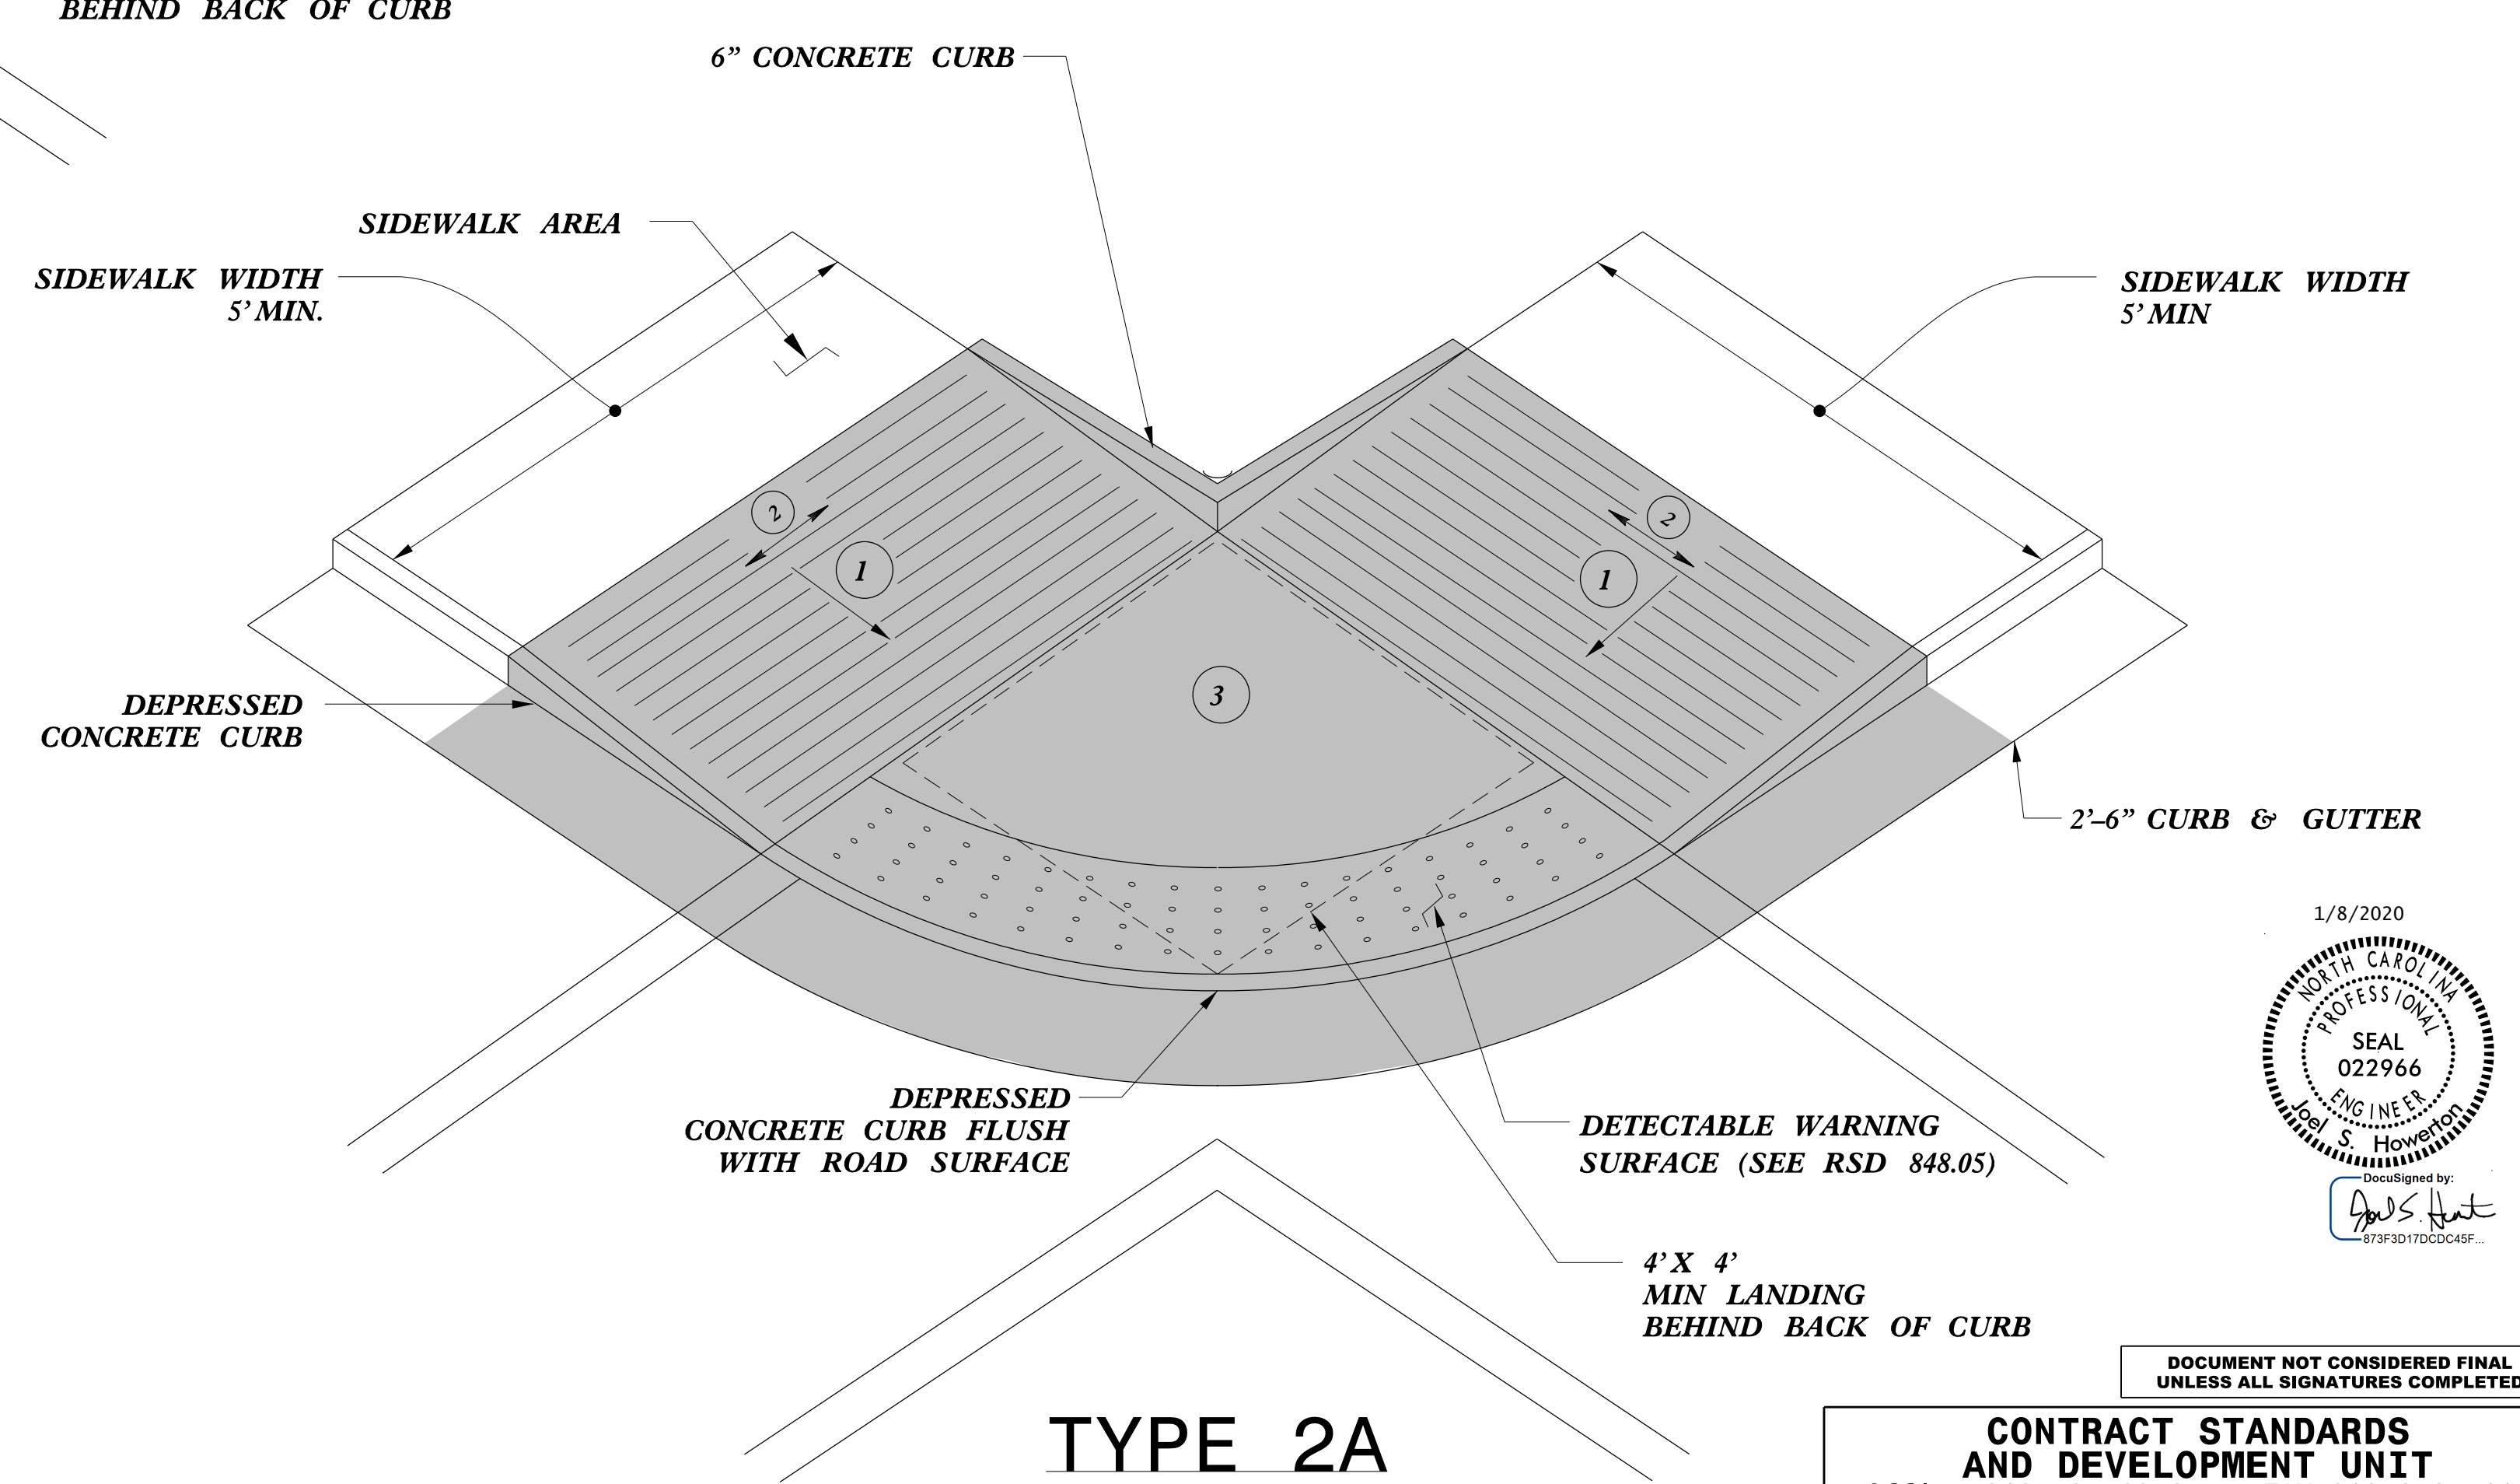 BEHIND BACK OF CURB
6” CONCRETE CURB
SIDEWALK AREA
SIDEWALK WIDTH
5’ MIN.
SIDEWALK WIDTH
5’ MIN
2
1
2
1
3
DEPRESSED
CONCRETE CURB
2’–6” CURB & GUTTER
1/8/2020
NORTH CAROLINA
PROFESSIONAL
SEAL
022966
ENGINEER
Joel S. Howerton
DocuSigned by:
873F3D17DCDC45F...
DEPRESSED
CONCRETE CURB FLUSH
WITH ROAD SURFACE
DETECTABLE WARNING
SURFACE (SEE RSD 848.05)
4’ X 4’
MIN LANDING
BEHIND BACK OF CURB
DOCUMENT NOT CONSIDERED FINAL
UNLESS ALL SIGNATURES COMPLETED
TYPE 2A
CONTRACT STANDARDS
AND DEVELOPMENT UNIT